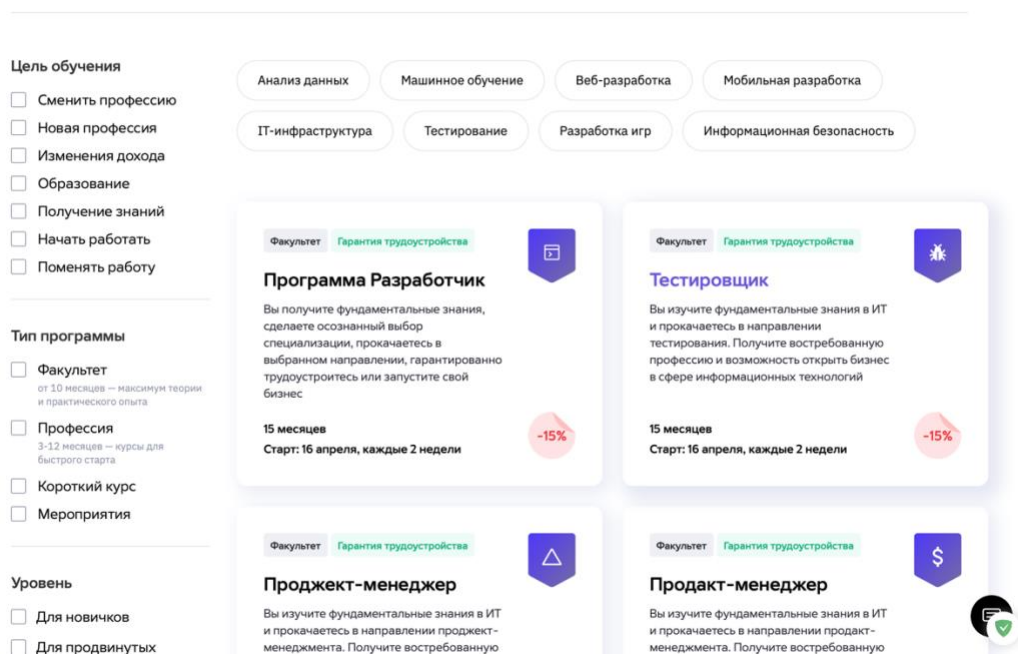 Цель обучения
Сменить профессию
Новая профессия
Изменения дохода
Образование
Получение знаний
Начать работать
Поменять работу
Тип программы
Факультет
от 10 месяцев — максимум теории
и практического опыта
Профессия
3-12 месяцев — курсы для
быстрого старта
Короткий курс
Мероприятия
Уровень
Для новичков
Для продвинутых
Анализ данных
Машинное обучение
Веб-разработка
Мобильная разработка
IT-инфраструктура
Тестирование
Разработка игр
Информационная безопасность
Факультет
Гарантия трудоустройства
Программа Разработчик
Вы получите фундаментальные знания,
сделаете осознанный выбор
специализации, прокачаетесь в
выбранном направлении, гарантированно
трудоустроитесь или запустите свой
бизнес
15 месяцев
Старт: 16 апреля, каждые 2 недели
-15%
Факультет
Гарантия трудоустройства
Тестировщик
Вы изучите фундаментальные знания в ИТ
и прокачаетесь в направлении
тестирования. Получите востребованную
профессию и возможность открыть бизнес
в сфере информационных технологий
15 месяцев
Старт: 16 апреля, каждые 2 недели
-15%
Факультет
Гарантия трудоустройства
Проджект-менеджер
Вы изучите фундаментальные знания в ИТ
и прокачаетесь в направлении проджект-
менеджмента. Получите востребованную
Факультет
Гарантия трудоустройства
Продакт-менеджер
$
Вы изучите фундаментальные знания в ИТ
и прокачаетесь в направлении продакт-
менеджмента. Получите востребованную